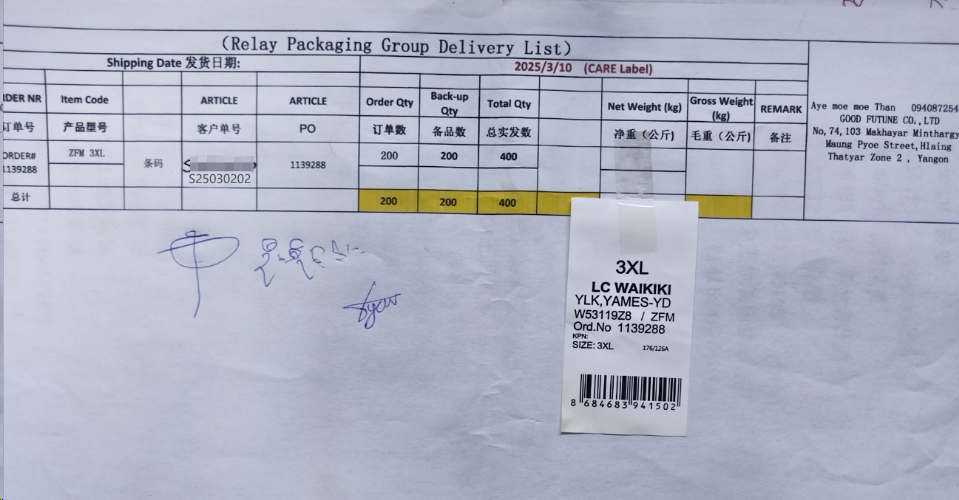 (Relay Packaging Group Delivery List)
Shipping Date 发货日期: 2025/3/10 (CARE Label)
DER NR Item Code ARTICLE ARTICLE Order Qty Back-up Qty Total Qty Net Weight (kg) Gross Weight (kg) REMARK
订单号 产品型号 客户单号 PO 订单数 备品数 总实发数 净重（公斤） 毛重（公斤） 备注
ORDER# 1139288 ZFM 3XL 条码 S25030202 1139288 200 200 400
总计 200 200 400
Aye moe moe Than 094087254
GOOD FUTUNE CO.,LTD
No,74,103 Makhayar Minthargy
Maung Pyoe Street,Hlaing
Thatyar Zone 2 , Yangon
3XL
LC WAIKIKI
YLK,YAMES-YD
W53119Z8 / ZFM
Ord.No 1139288
KPN:
SIZE: 3XL 176/126A
8 684683 941502